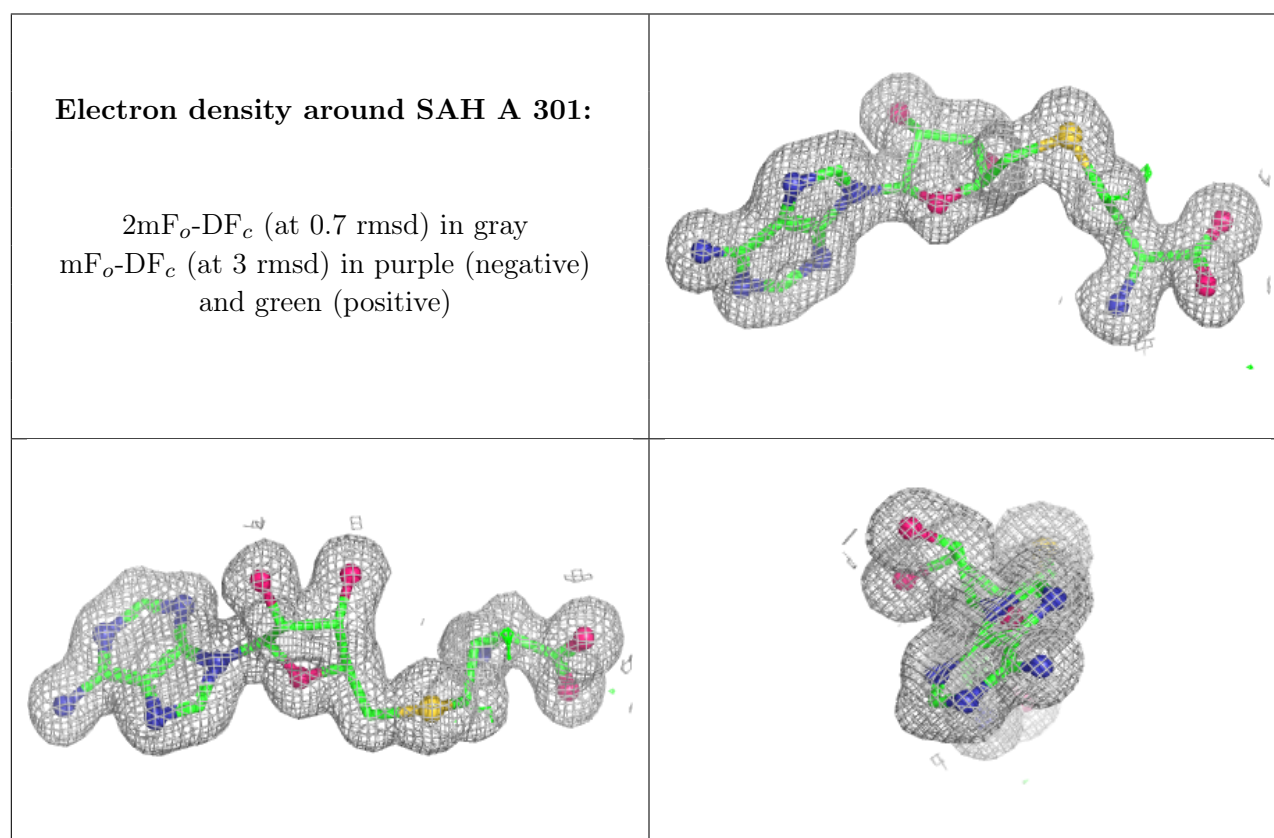 Electron density around SAH A 301:
2mFo-DFc (at 0.7 rmsd) in gray
mFo-DFc (at 3 rmsd) in purple (negative)
and green (positive)